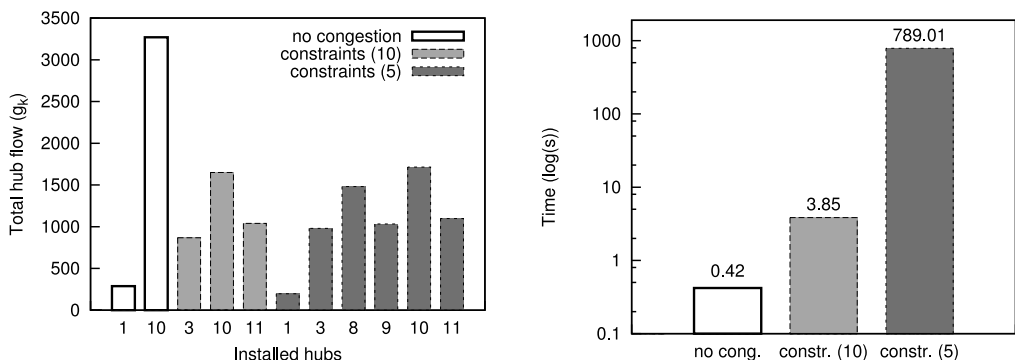 3500
3000
2500
2000
1500
1000
500
0
Total hub flow (gk)
no congestion
constraints (10)
constraints (5)
1 10 3 10 11 1 3 8 9 10 11
Installed hubs
1000
100
10
1
0.1
Time (log(s))
789.01
3.85
0.42
no cong. constr. (10) constr. (5)